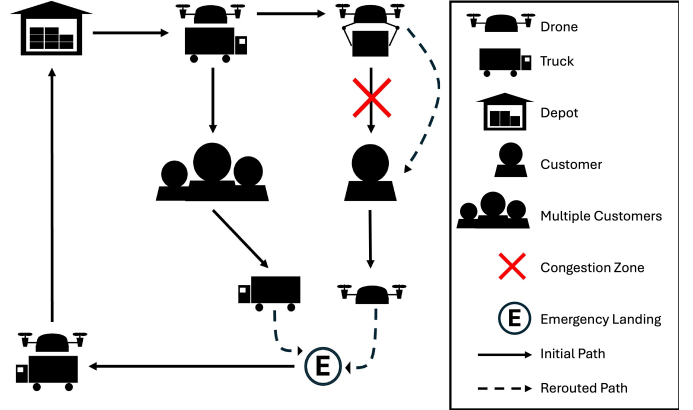 Drone
Truck
Depot
Customer
Multiple Customers
Congestion Zone
E Emergency Landing
Initial Path
Rerouted Path
E